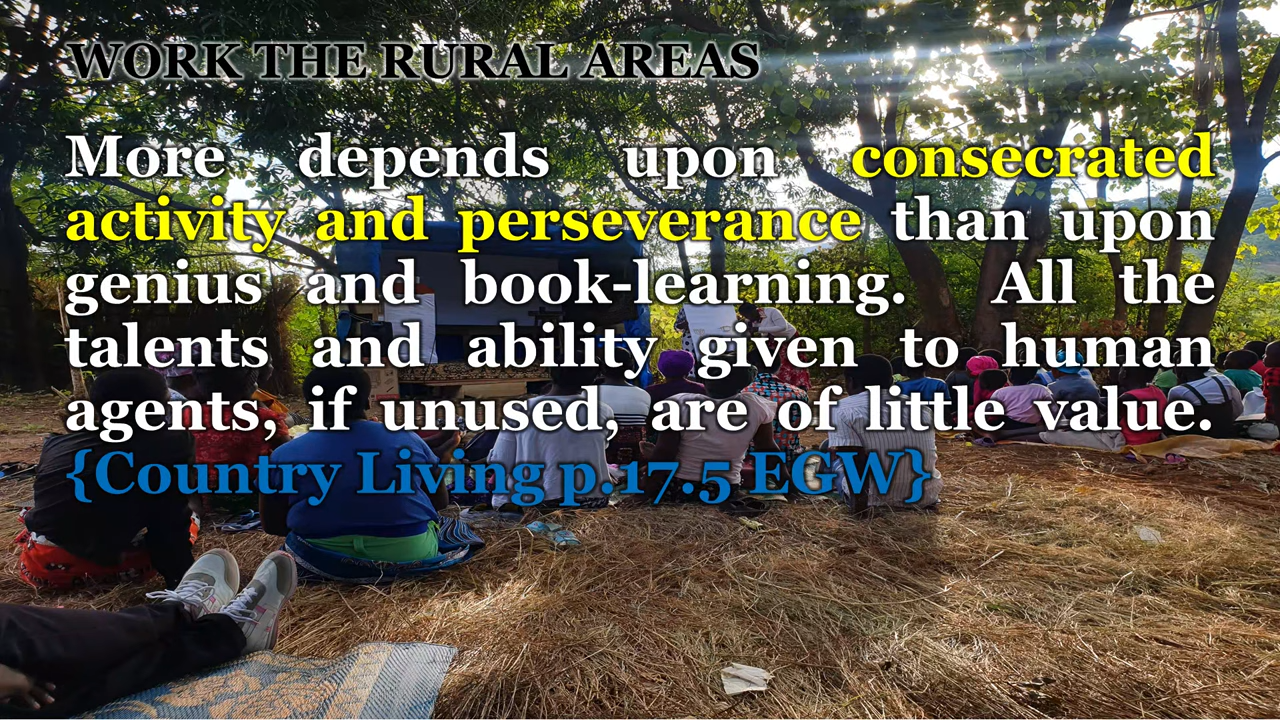 WORK THE RURAL AREAS
More depends upon consecrated
activity and perseverance than upon
genius and book-learning. All the
talents and ability given to human
agents, if unused, are of little value.
{Country Living p.17.5 EGW}